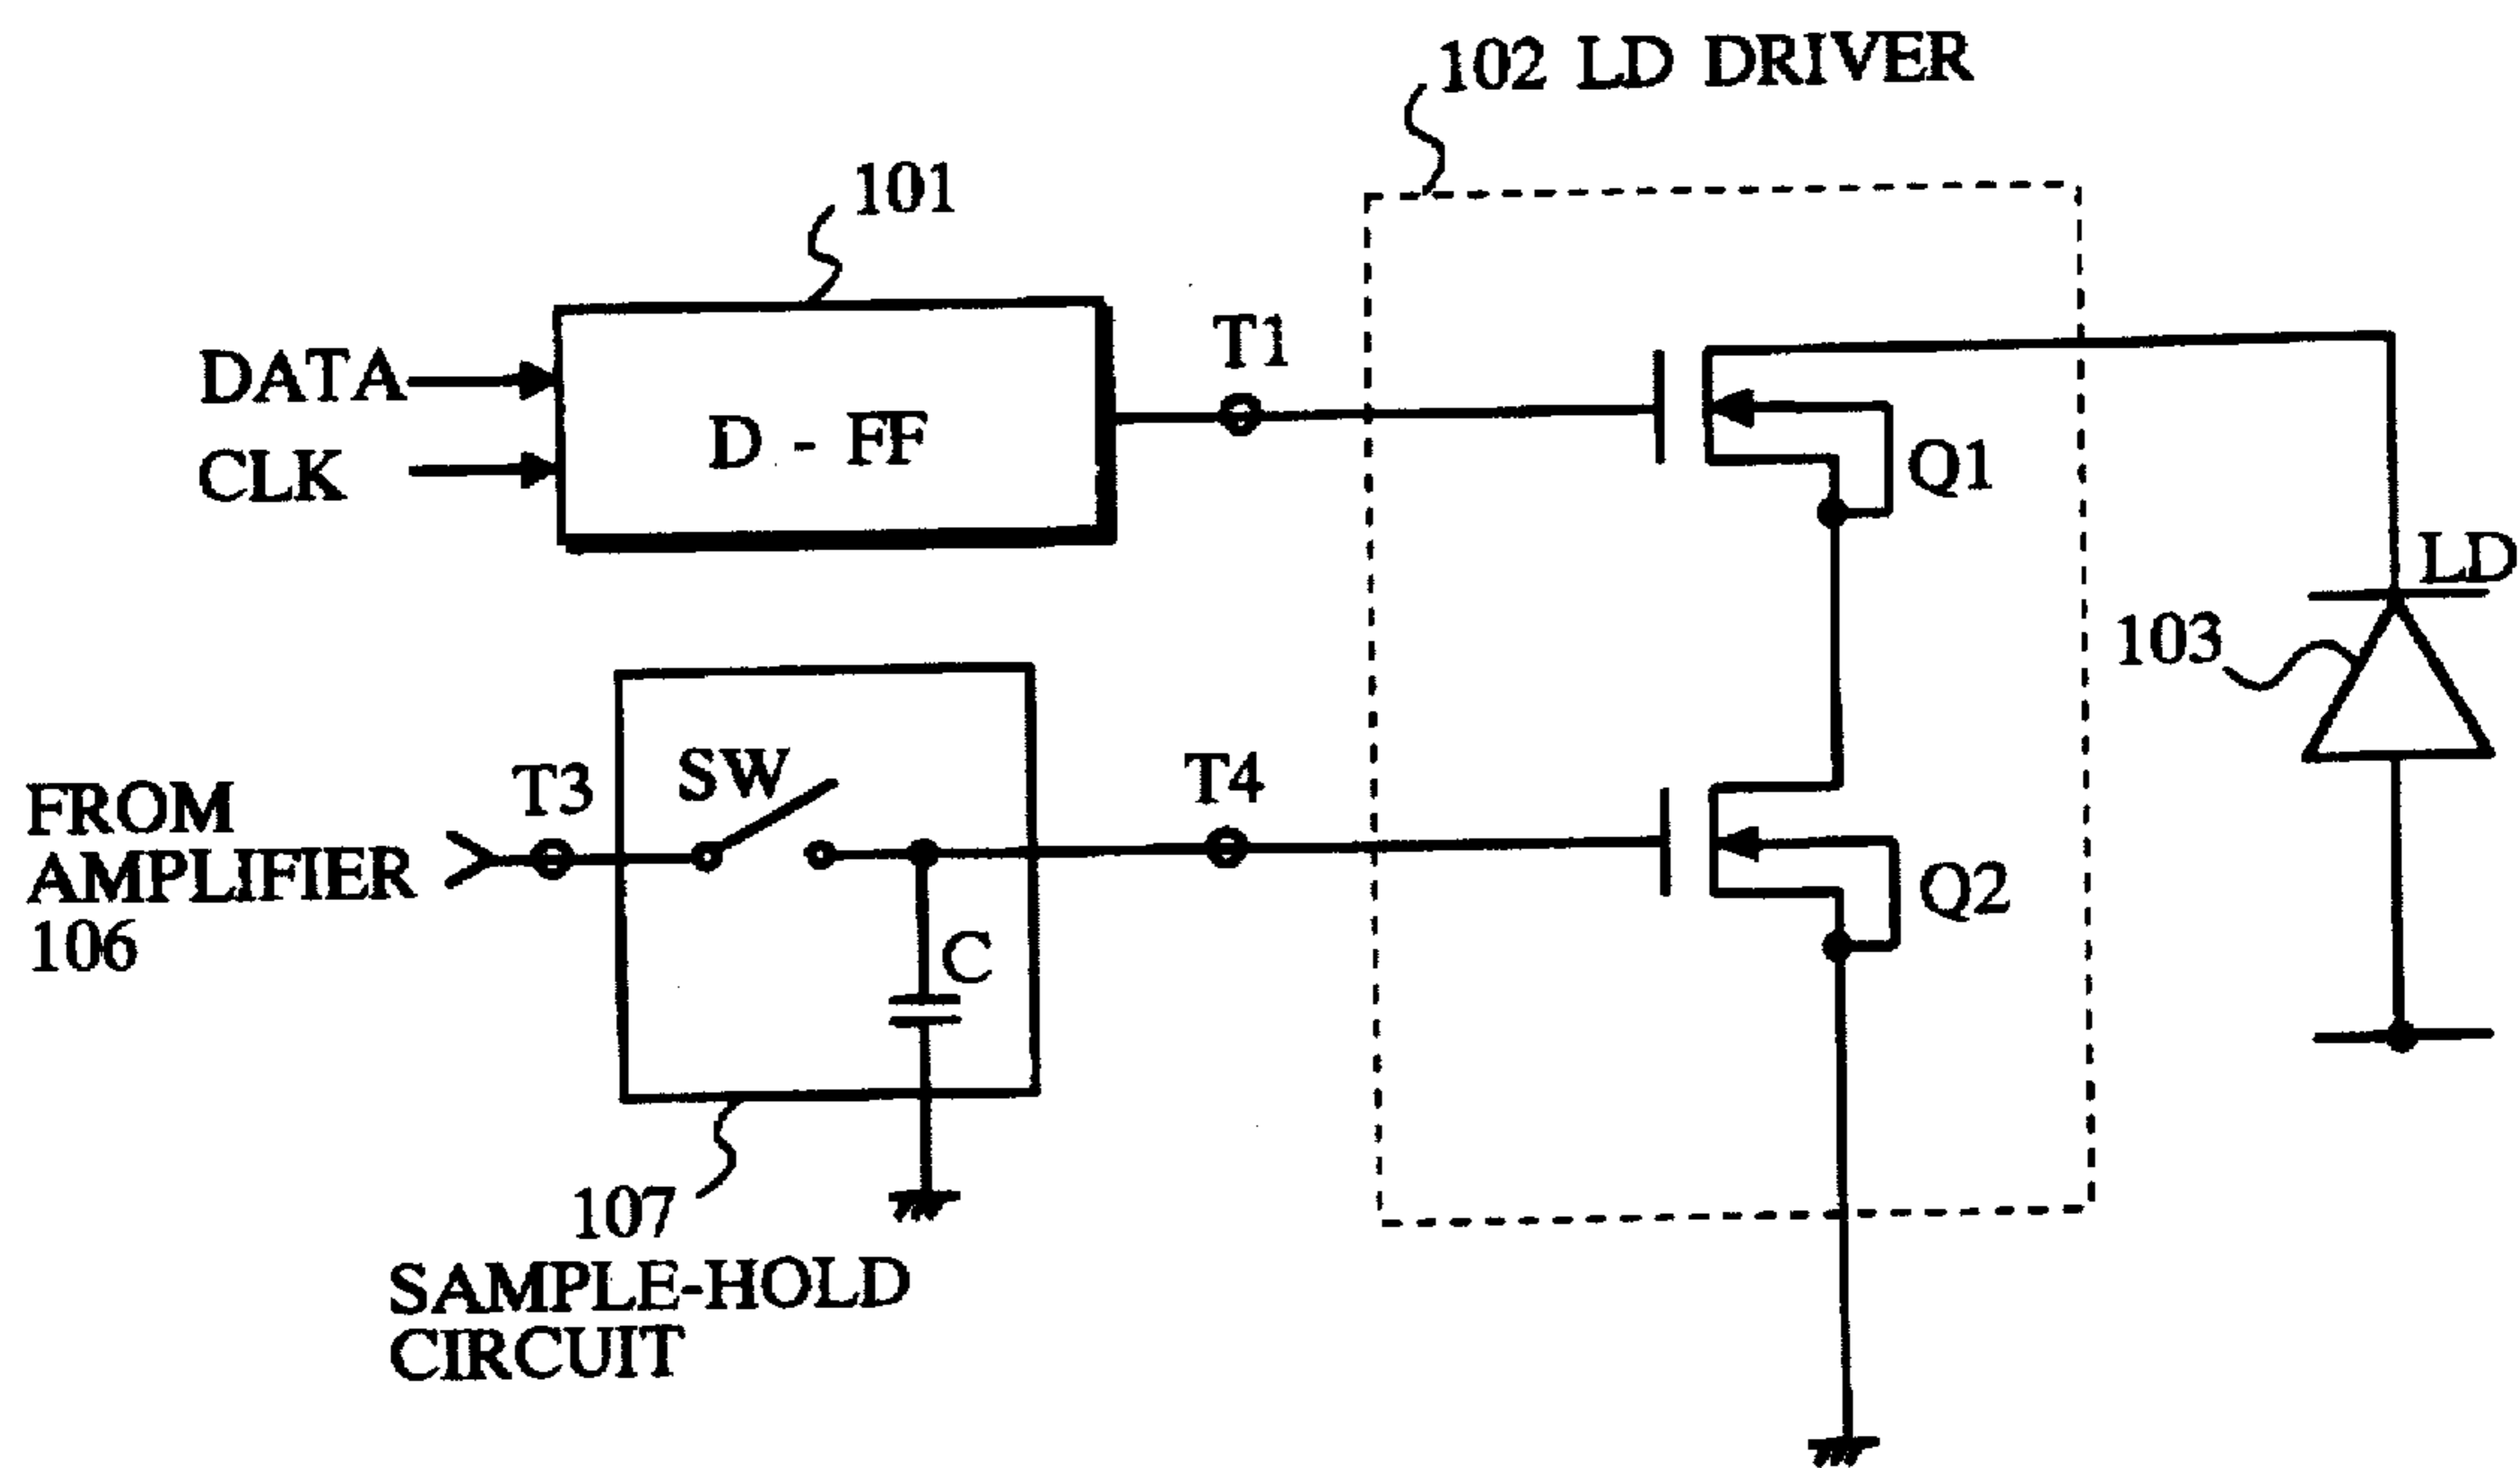 102 LD DRIVER
101
DATA
CLK
D - FF
T1
Q1
LD
103
FROM
AMPLIFIER
106
T3
SW
C
T4
Q2
107
SAMPLE-HOLD
CIRCUIT